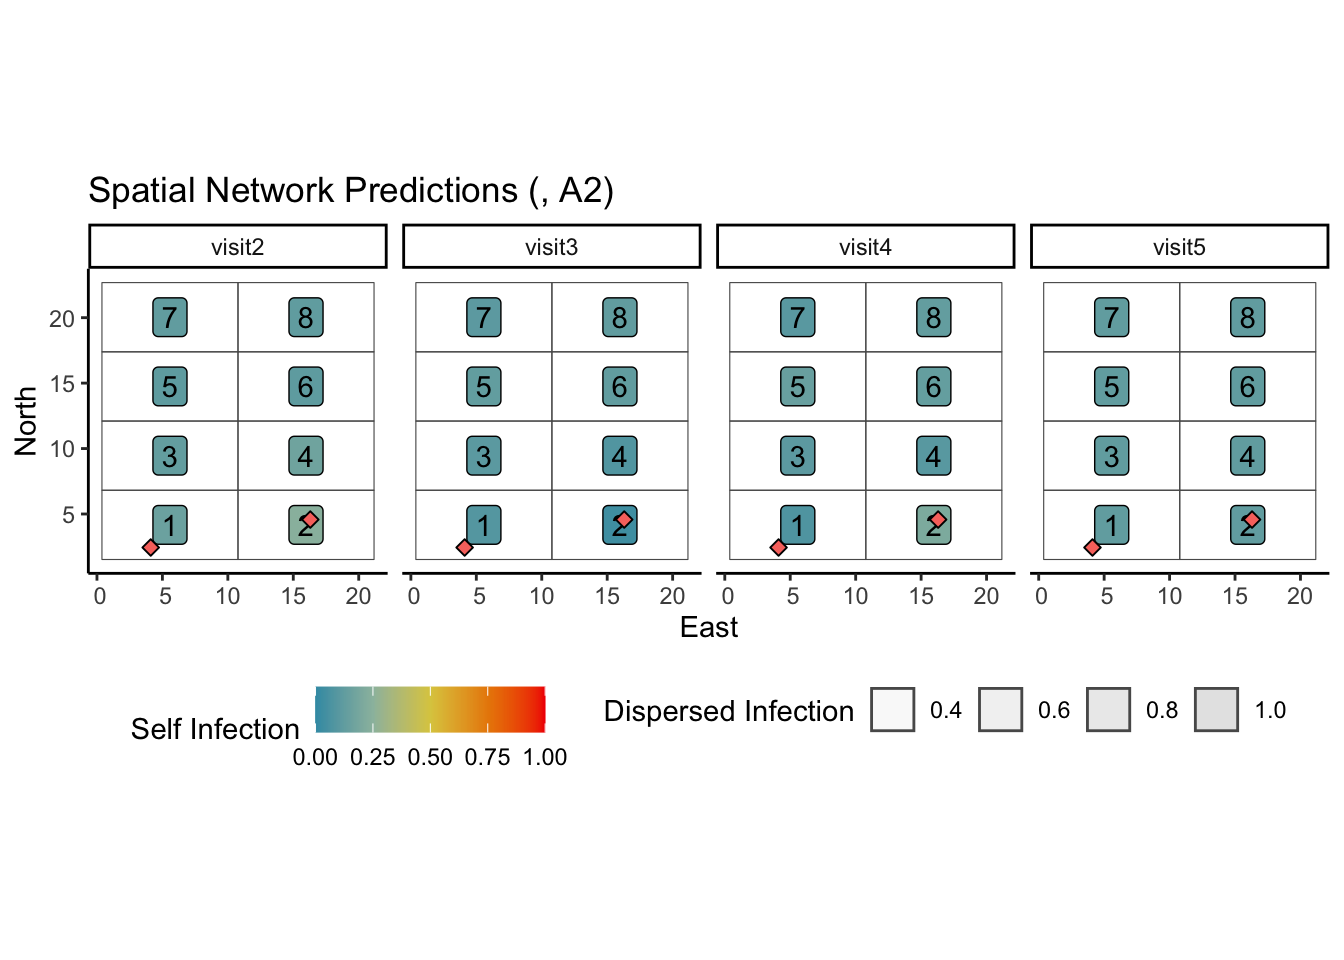 Spatial Network Predictions (, A2)
visit2 visit3 visit4 visit5
20 7 8 7 8 7 8 7 8
15 5 6 5 6 5 6 5 6
10 3 4 3 4 3 4 3 4
5 1 2 1 2 1 2 1 2
North
0 5 10 15 20 0 5 10 15 20 0 5 10 15 20 0 5 10 15 20
East
Self Infection
0.00 0.25 0.50 0.75 1.00
Dispersed Infection 0.4 0.6 0.8 1.0